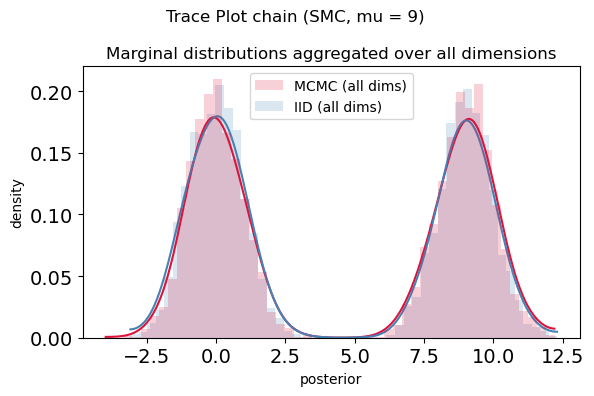 Trace Plot chain (SMC, mu = 9)
Marginal distributions aggregated over all dimensions
MCMC (all dims)
IID (all dims)
density
0.20
0.15
0.10
0.05
0.00
−2.5 0.0 2.5 5.0 7.5 10.0 12.5
posterior